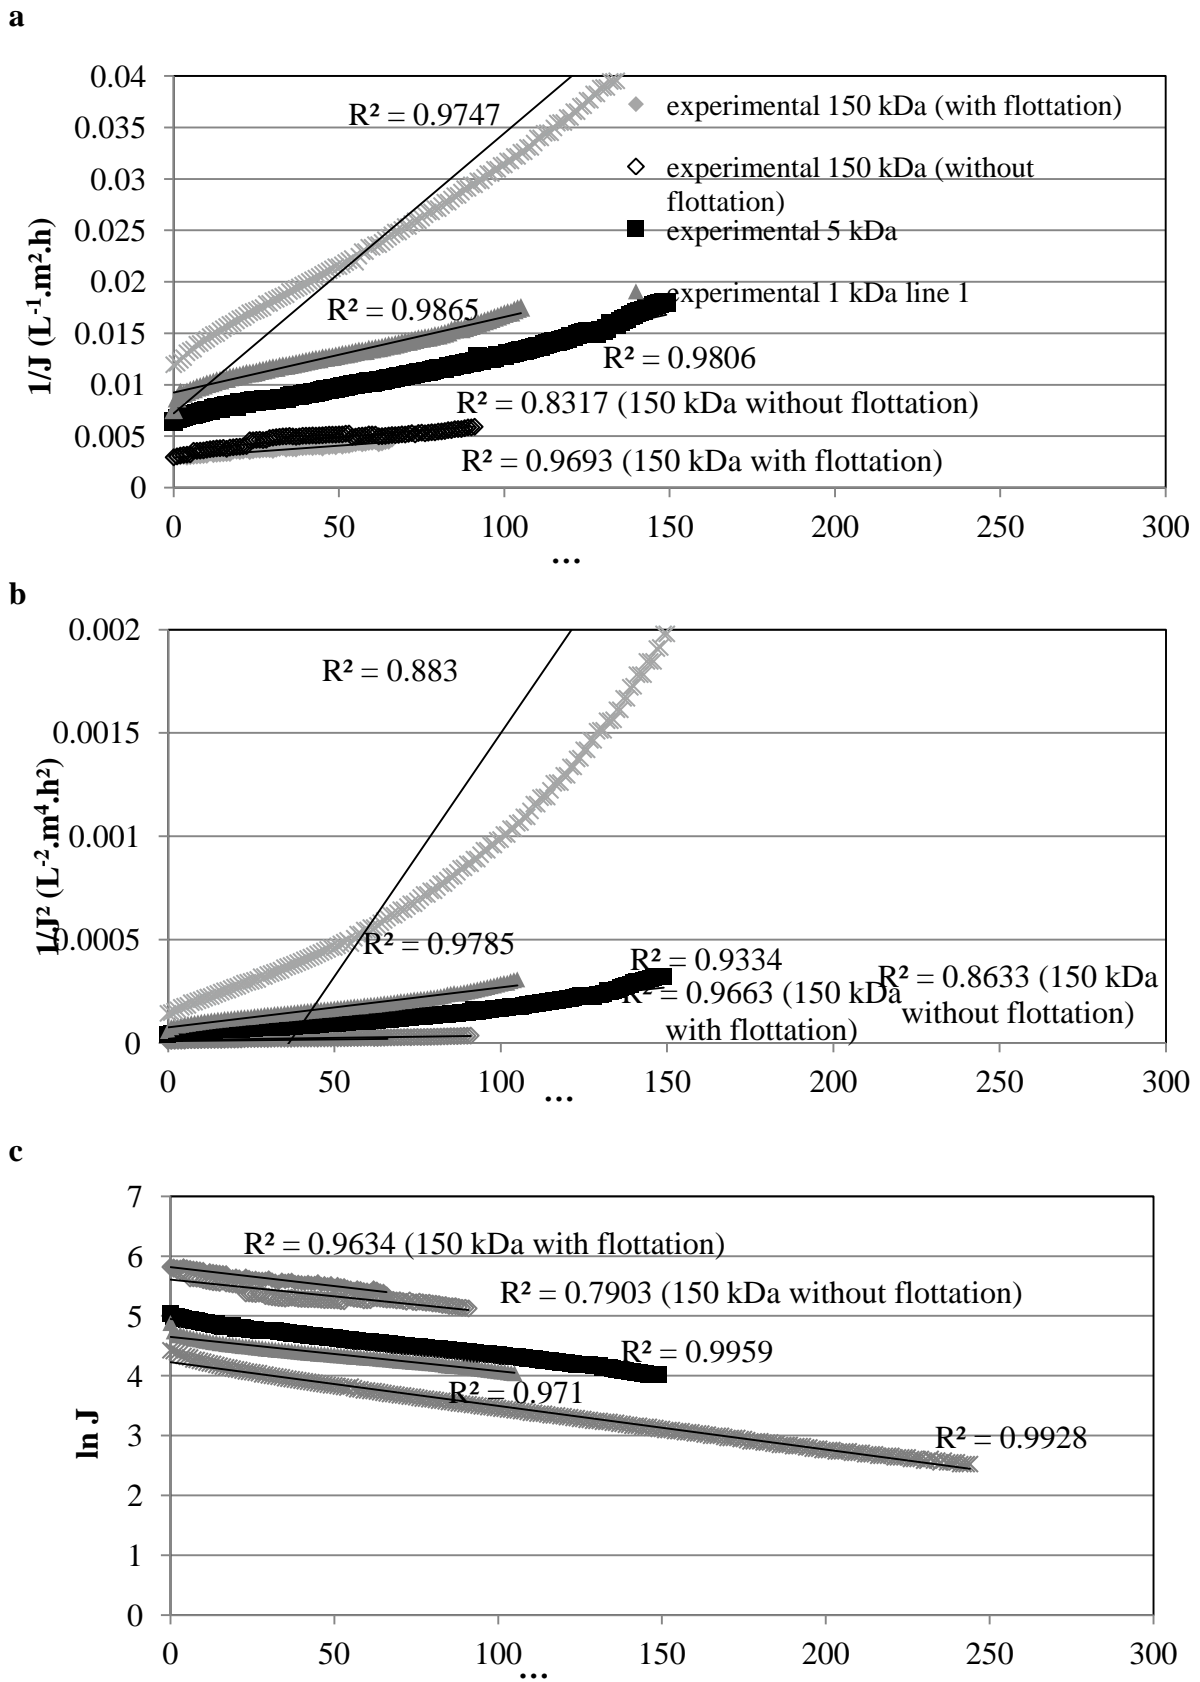 a
0.04
0.035
0.03
0.025
0.02
0.015
0.01
0.005
0
1/J (L⁻¹.m².h)
R² = 0.9747
experimental 150 kDa (with flottation)
experimental 150 kDa (without
flottation)
experimental 5 kDa
experimental 1 kDa line 1
R² = 0.9865
R² = 0.9806
R² = 0.8317 (150 kDa without flottation)
R² = 0.9693 (150 kDa with flottation)
0 50 100 150 200 250 300
...
b
0.002
0.0015
0.001
0.0005
0
1/J² (L⁻².m⁴.h²)
R² = 0.883
R² = 0.9785
R² = 0.9334
R² = 0.9663 (150 kDa
with flottation)
R² = 0.8633 (150 kDa
without flottation)
0 50 100 150 200 250 300
...
c
7
6
5
4
3
2
1
0
ln J
R² = 0.9634 (150 kDa with flottation)
R² = 0.7903 (150 kDa without flottation)
R² = 0.9959
R² = 0.971
R² = 0.9928
0 50 100 150 200 250 300
...